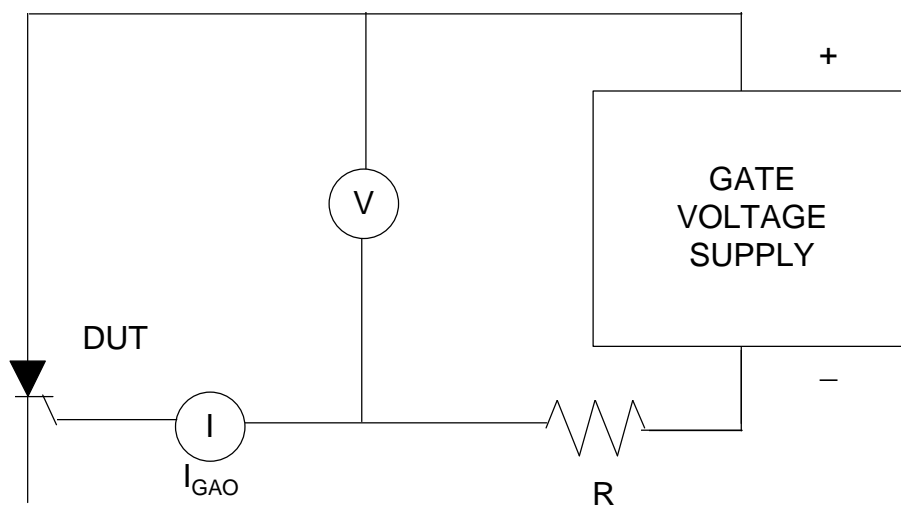 +
GATE
VOLTAGE
SUPPLY
V
DUT
−
I
I_GAO
R